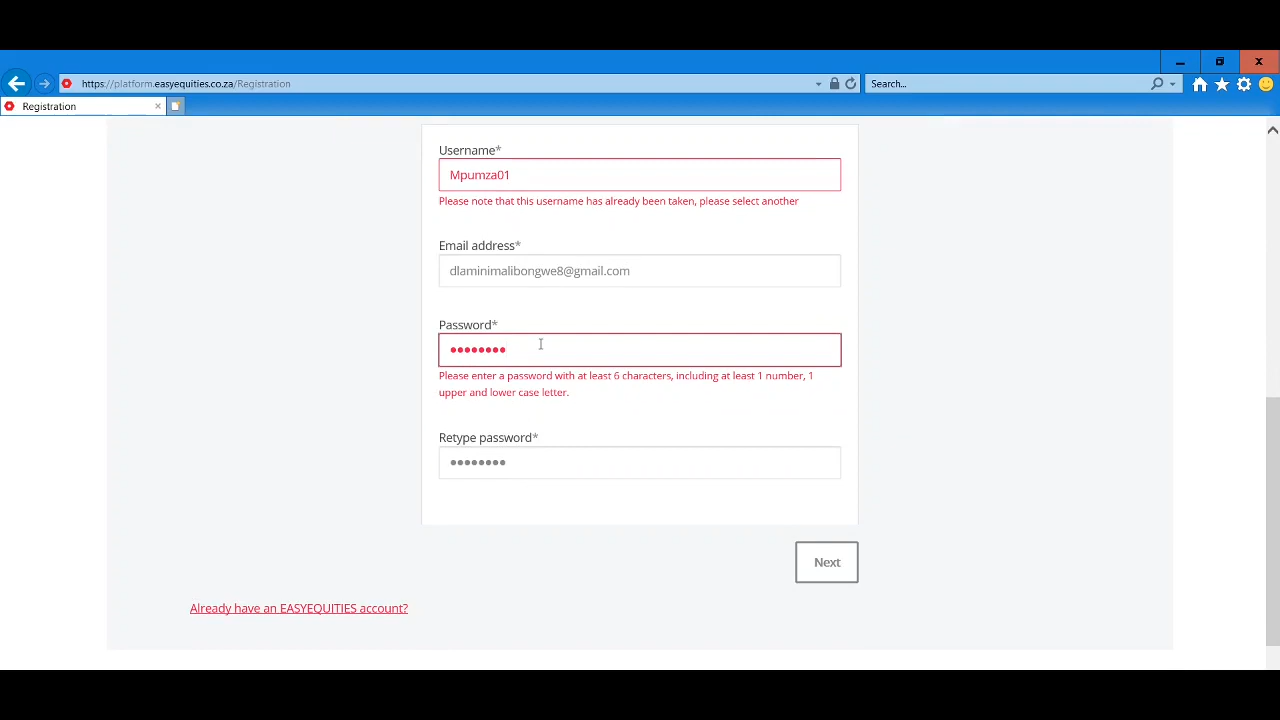 https://platform.easyequities.co.za/Registration
Search...
Registration
Username*
Mpumza01
Please note that this username has already been taken, please select another
Email address*
dlaminimalibongwe8@gmail.com
Password*
••••••••
Please enter a password with at least 6 characters, including at least 1 number, 1
upper and lower case letter.
Retype password*
••••••••
Next
Already have an EASYEQUITIES account?